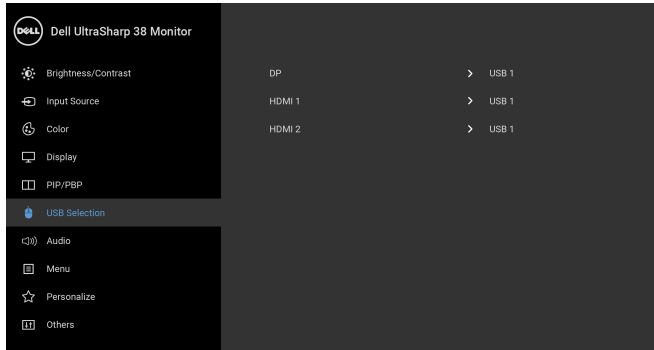 DELL Dell UltraSharp 38 Monitor
Brightness/Contrast
Input Source
Color
Display
PIP/PBP
USB Selection
Audio
Menu
Personalize
Others
DP > USB 1
HDMI 1 > USB 1
HDMI 2 > USB 1